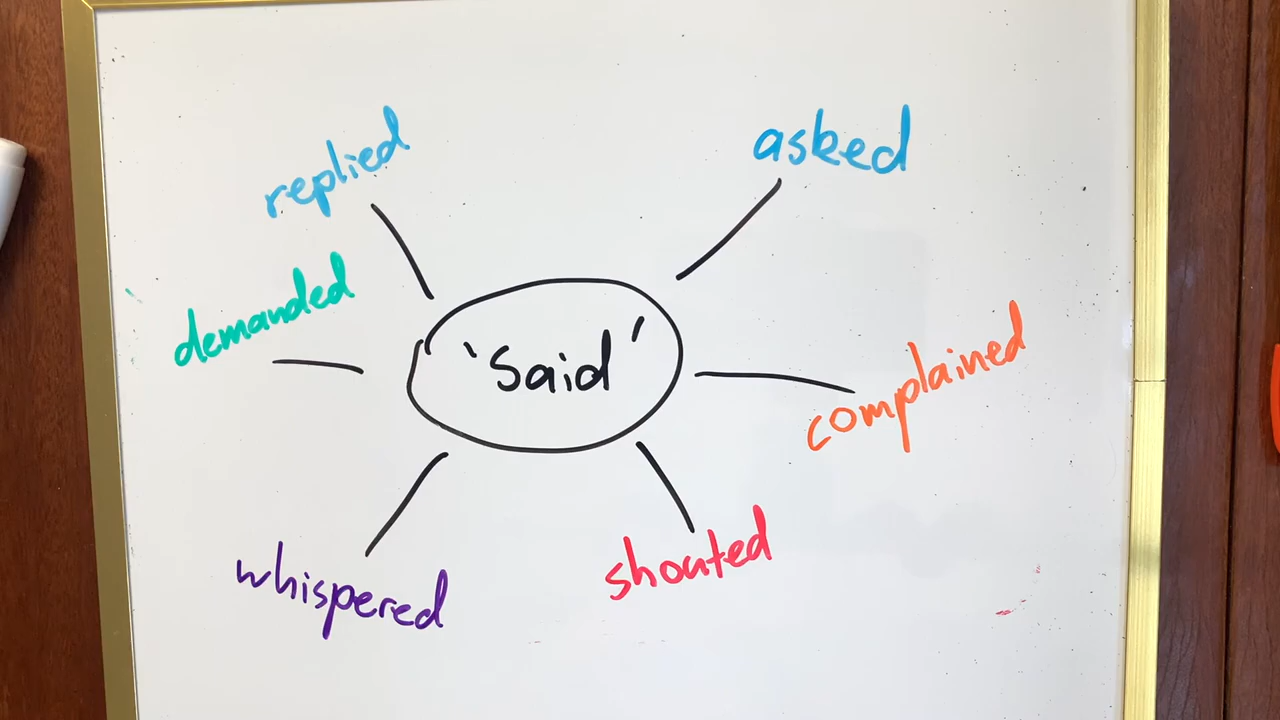 replied
asked
demanded
'Said'
complained
whispered
shouted